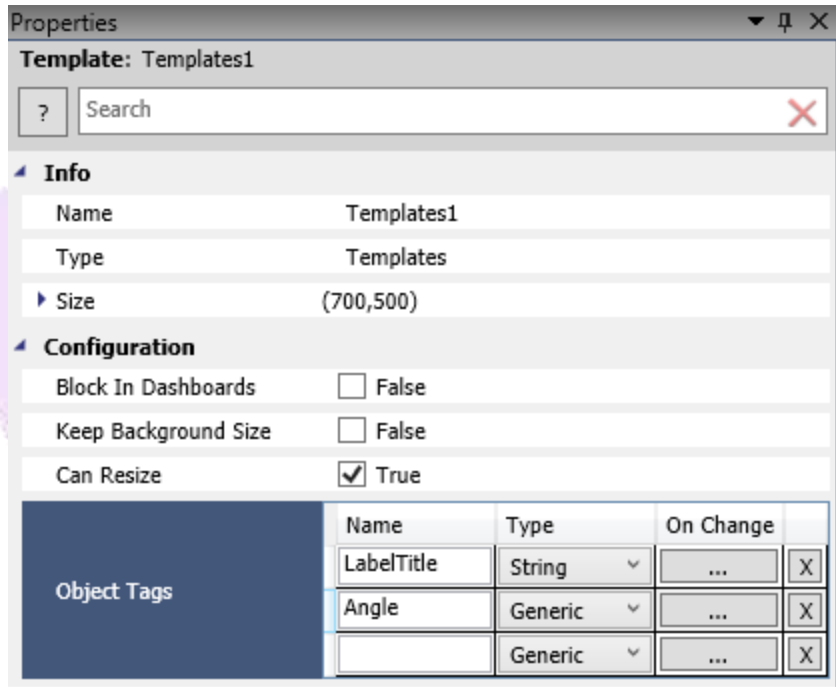 Properties
Template: Templates1
? Search
Info
Name Templates1
Type Templates
Size (700,500)
Configuration
Block In Dashboards False
Keep Background Size False
Can Resize True
Object Tags
Name Type On Change
LabelTitle String ... X
Angle Generic ... X
Generic ... X